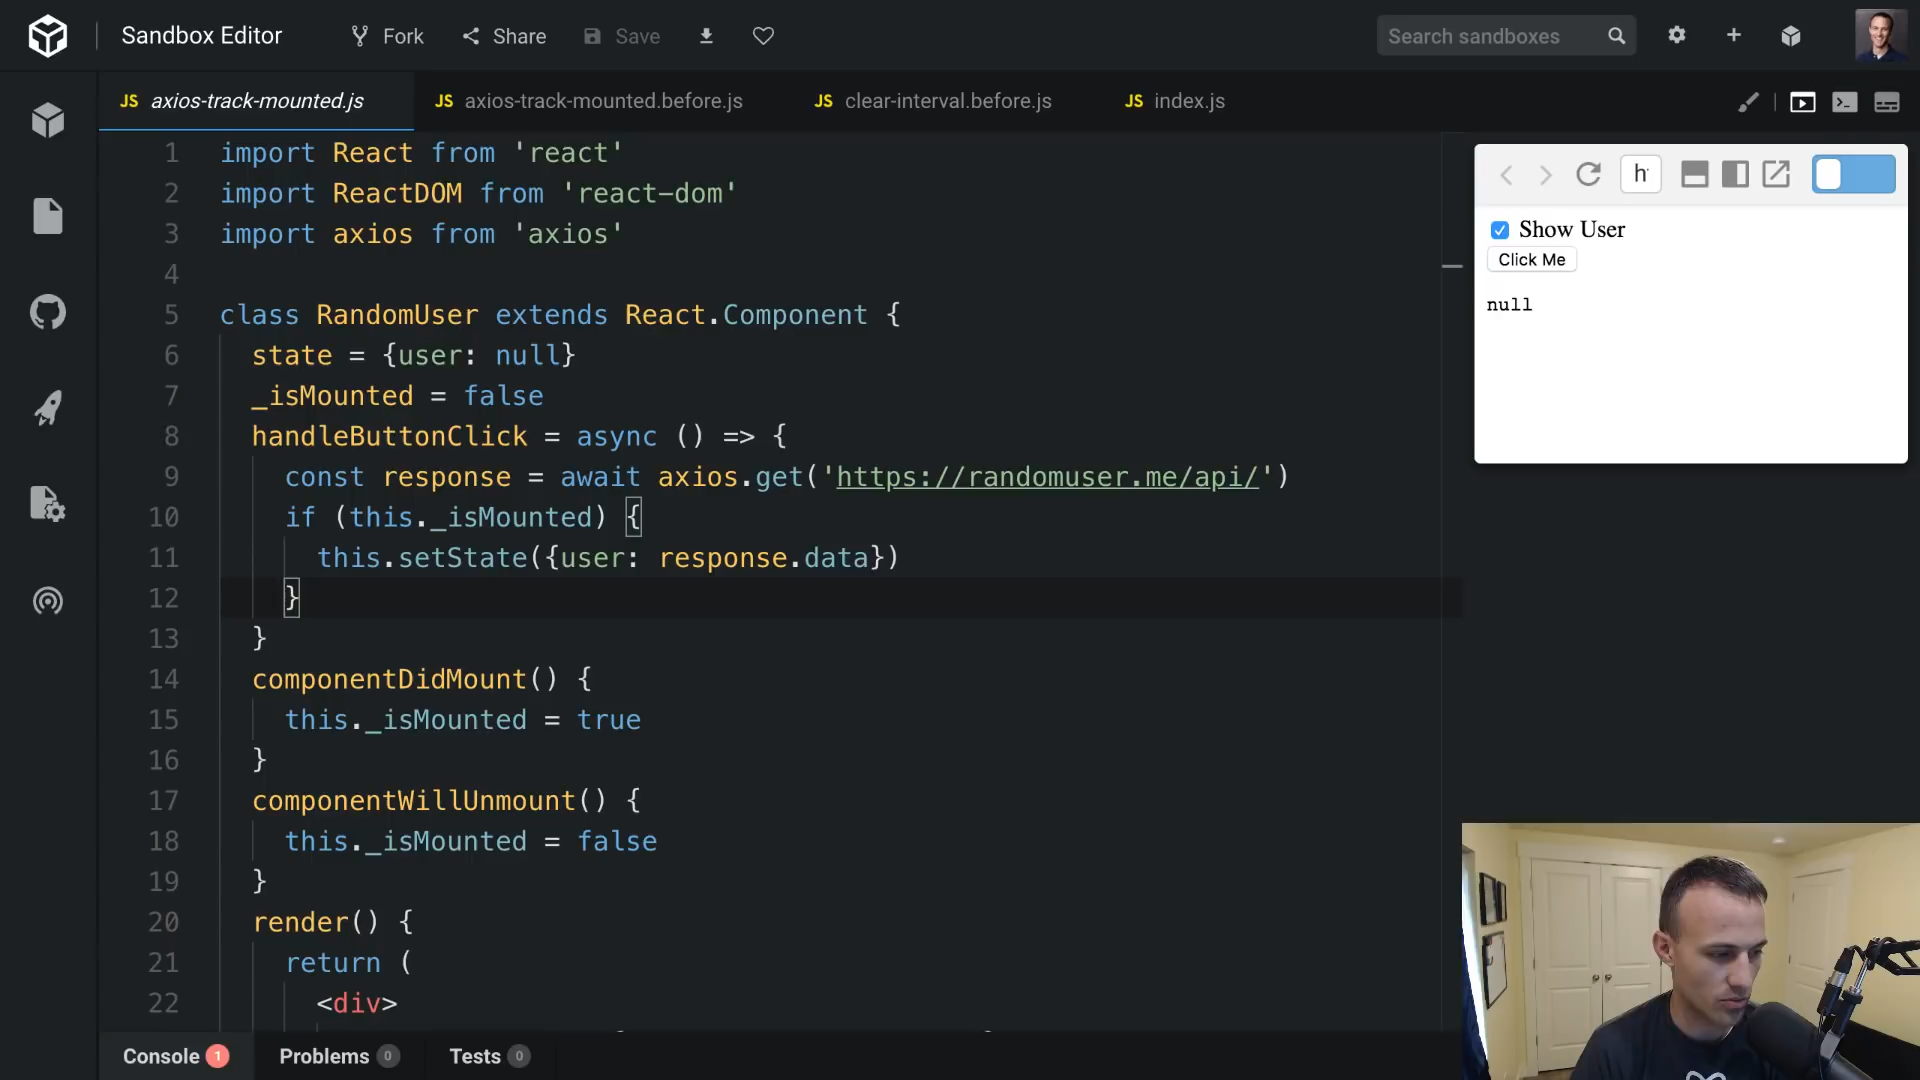 Sandbox Editor
Fork
Share
Save
Search sandboxes
JS axios-track-mounted.js
JS axios-track-mounted.before.js
JS clear-interval.before.js
JS index.js
1 import React from 'react'
2 import ReactDOM from 'react-dom'
3 import axios from 'axios'
4
5 class RandomUser extends React.Component {
6 state = {user: null}
7 _isMounted = false
8 handleButtonClick = async () => {
9 const response = await axios.get('https://randomuser.me/api/')
10 if (this._isMounted) {
11 this.setState({user: response.data})
12 }
13 }
14 componentDidMount() {
15 this._isMounted = true
16 }
17 componentWillUnmount() {
18 this._isMounted = false
19 }
20 render() {
21 return (
22 <div>
h
Show User
Click Me
null
Console 1
Problems 0
Tests 0